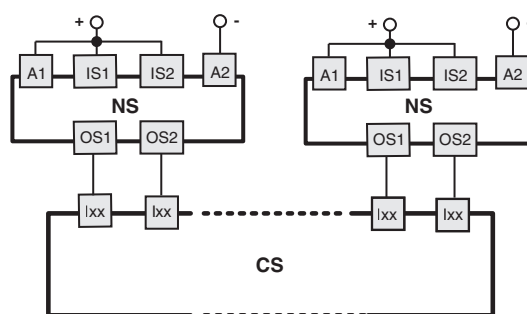 + - + -
A1 IS1 IS2 A2 A1 IS1 IS2 A2
NS NS
OS1 OS2 OS1 OS2
Ixx Ixx Ixx Ixx
CS